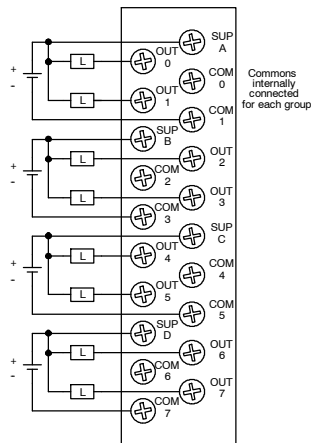 SUP
A
OUT
0
COM
0
OUT
1
COM
1
SUP
B
OUT
2
COM
2
OUT
3
COM
3
SUP
C
OUT
4
COM
4
OUT
5
COM
5
SUP
D
OUT
6
COM
6
OUT
7
COM
7
L
L
L
L
L
L
L
L
+
-
+
-
+
-
+
-
Commons
internally
connected
for each group